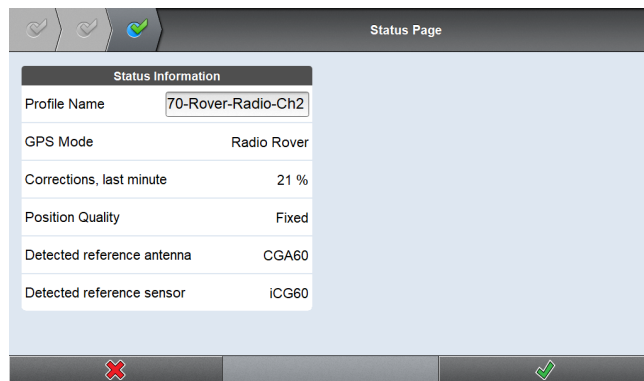 Status Page
Status Information
Profile Name 70-Rover-Radio-Ch2
GPS Mode Radio Rover
Corrections, last minute 21 %
Position Quality Fixed
Detected reference antenna CGA60
Detected reference sensor iCG60